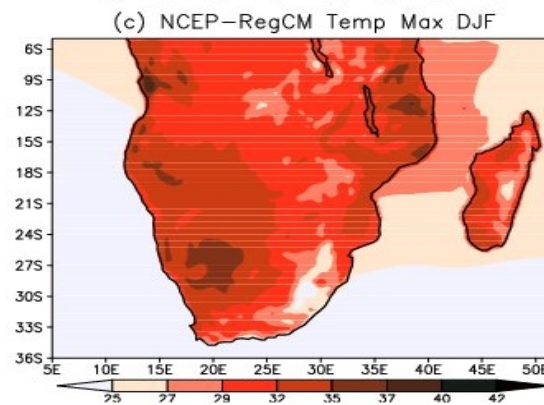 (c) NCEP-RegCM Temp Max DJF
6S
9S
12S
15S
18S
21S
24S
27S
30S
33S
36S
5E 10E 15E 20E 25E 30E 35E 40E 45E 50E
25 27 29 32 35 37 40 42